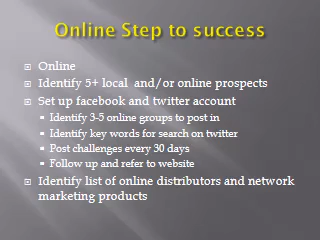 Online Step to success
Online
Identify 5+ local and/or online prospects
Set up facebook and twitter account
Identify 3-5 online groups to post in
Identify key words for search on twitter
Post challenges every 30 days
Follow up and refer to website
Identify list of online distributors and network
marketing products